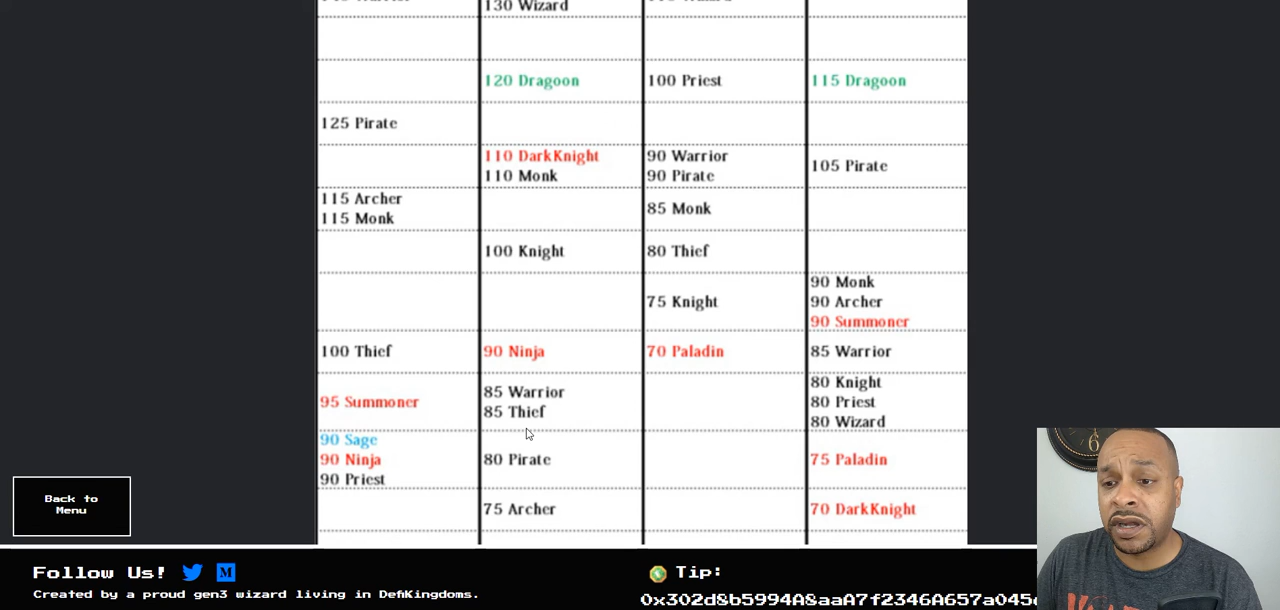 130 Wizard
120 Dragoon
100 Priest
115 Dragoon
125 Pirate
110 DarkKnight
110 Monk
90 Warrior
90 Pirate
105 Pirate
115 Archer
115 Monk
85 Monk
100 Knight
80 Thief
75 Knight
90 Monk
90 Archer
90 Summoner
100 Thief
90 Ninja
70 Paladin
85 Warrior
95 Summoner
85 Warrior
85 Thief
80 Knight
80 Priest
80 Wizard
90 Sage
90 Ninja
90 Priest
80 Pirate
75 Paladin
75 Archer
70 DarkKnight
Back to
Menu
Follow Us!
Created by a proud gen3 wizard living in DefiKingdoms.
Tip:
0x302d8b5994A8aaA7f2346A657a045